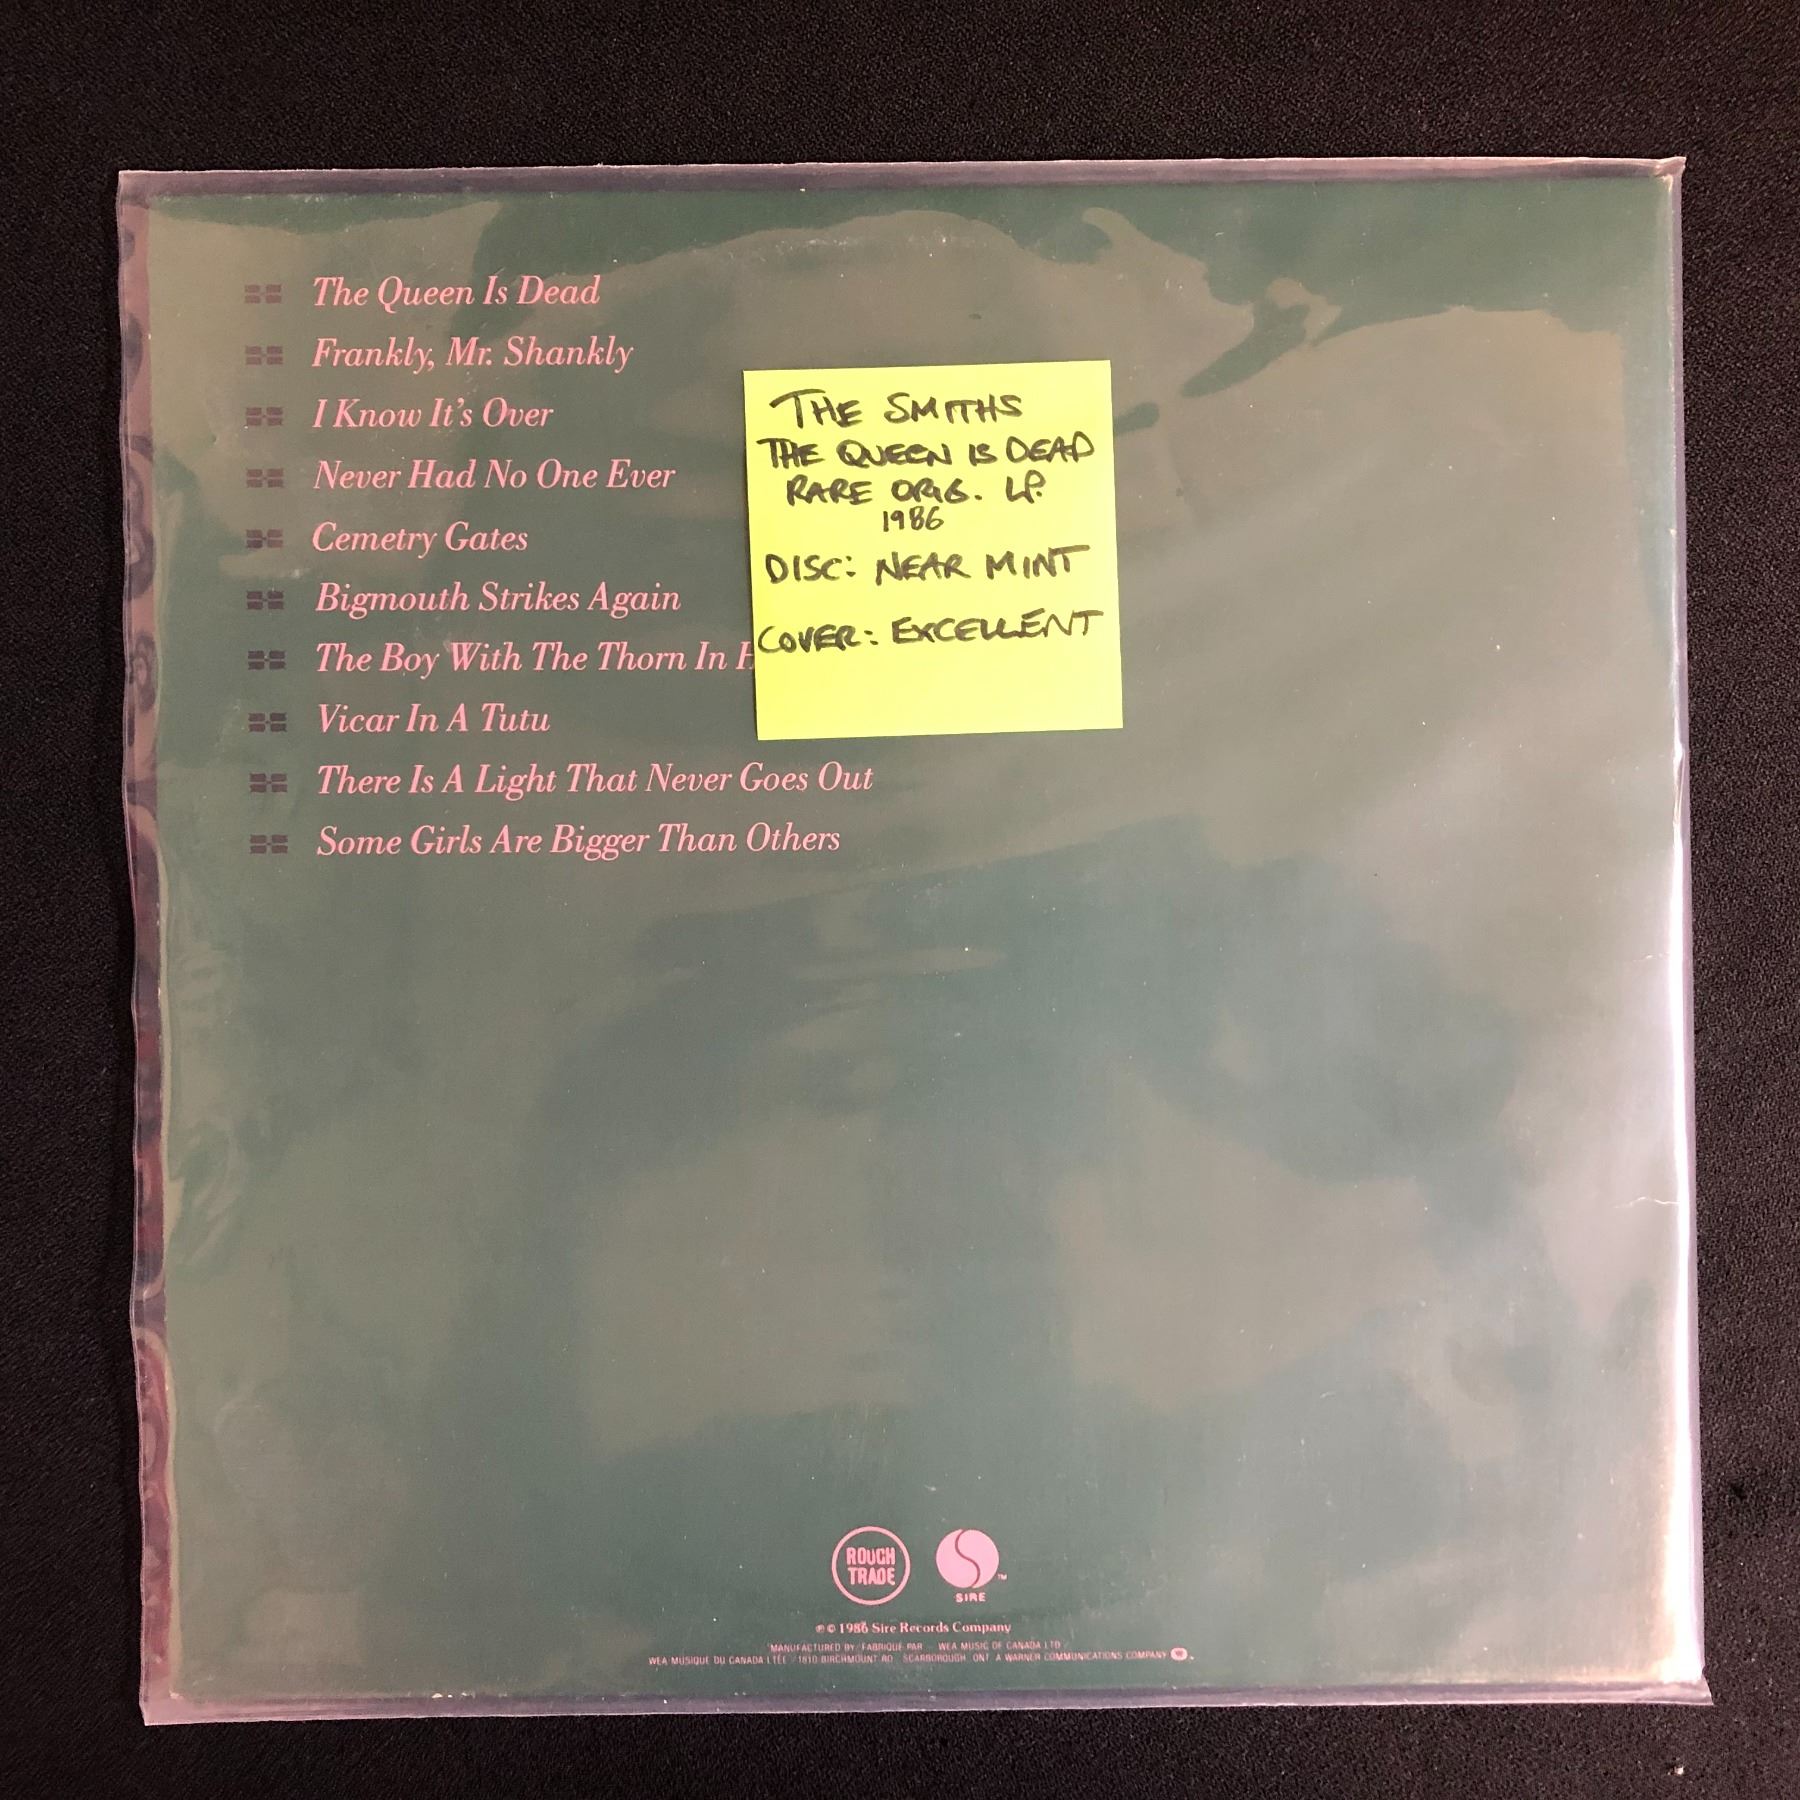 The Queen Is Dead
Frankly, Mr. Shankly
I Know It's Over
Never Had No One Ever
Cemetry Gates
Bigmouth Strikes Again
The Boy With The Thorn In
Vicar In A Tutu
There Is A Light That Never Goes Out
Some Girls Are Bigger Than Others
THE SMITHS
THE QUEEN IS DEAD
RARE ORIG. LP.
1986
DISC: NEAR MINT
COVER: EXCELLENT
ROUGH
TRADE
SIRE
℗ © 1986 Sire Records Company
MANUFACTURED BY / FABRIQUÉ PAR - WEA MUSIC OF CANADA LTD /
WEA MUSIQUE DU CANADA LTÉE / 1810 BIRCHMOUNT RD SCARBOROUGH ONT A WARNER COMMUNICATIONS COMPANY